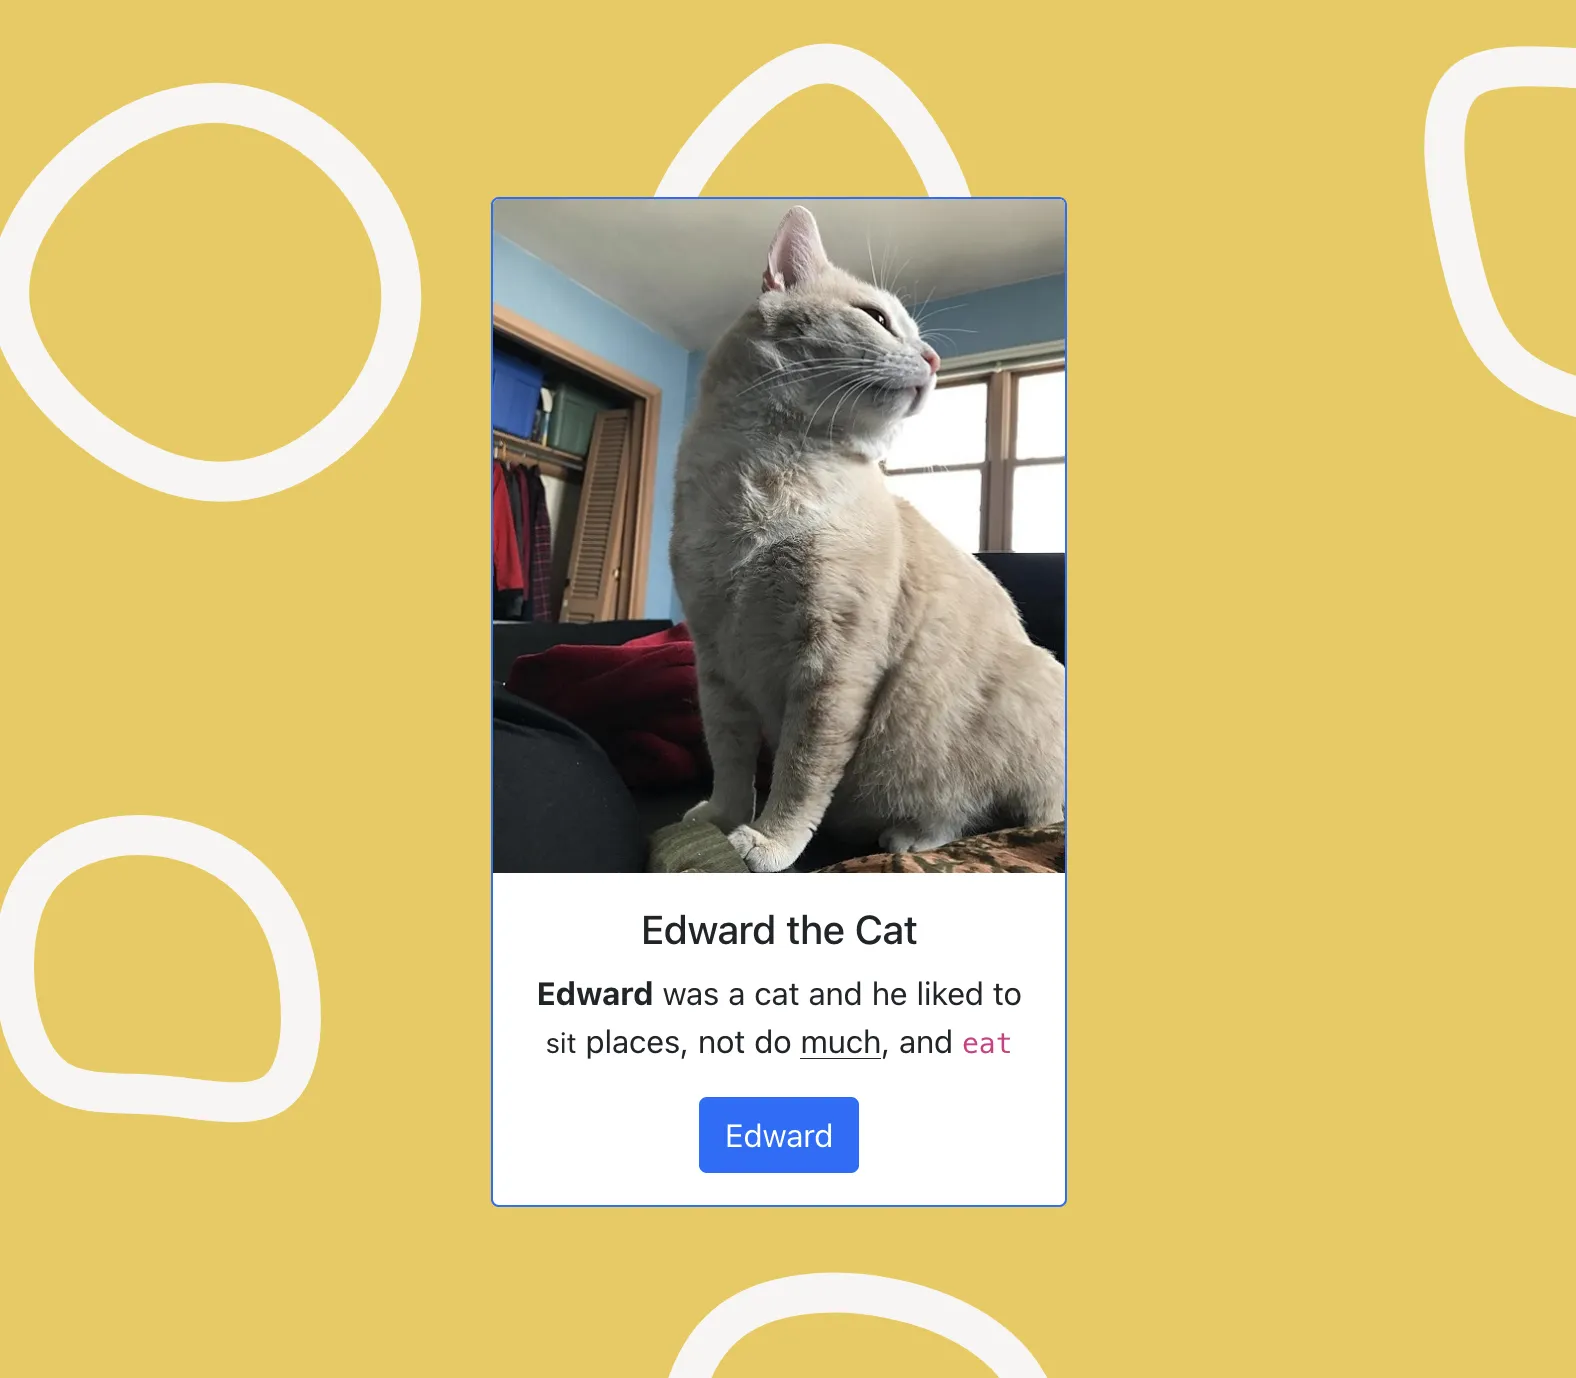 Edward the Cat
Edward was a cat and he liked to
sit places, not do much, and eat
Edward